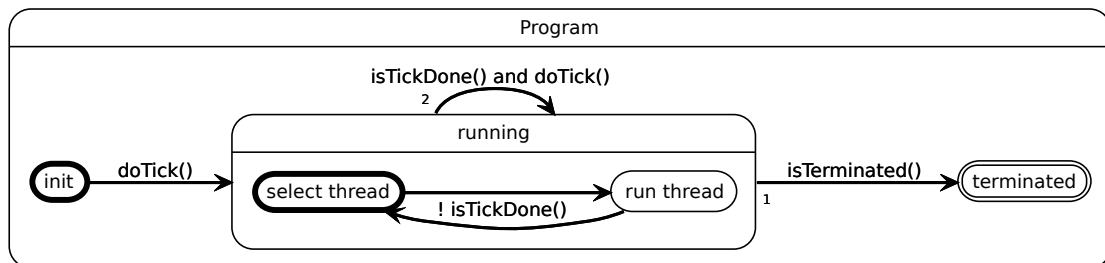 Program
isTickDone() and doTick()
2
running
init
doTick()
select thread
! isTickDone()
run thread
isTerminated()
1
terminated